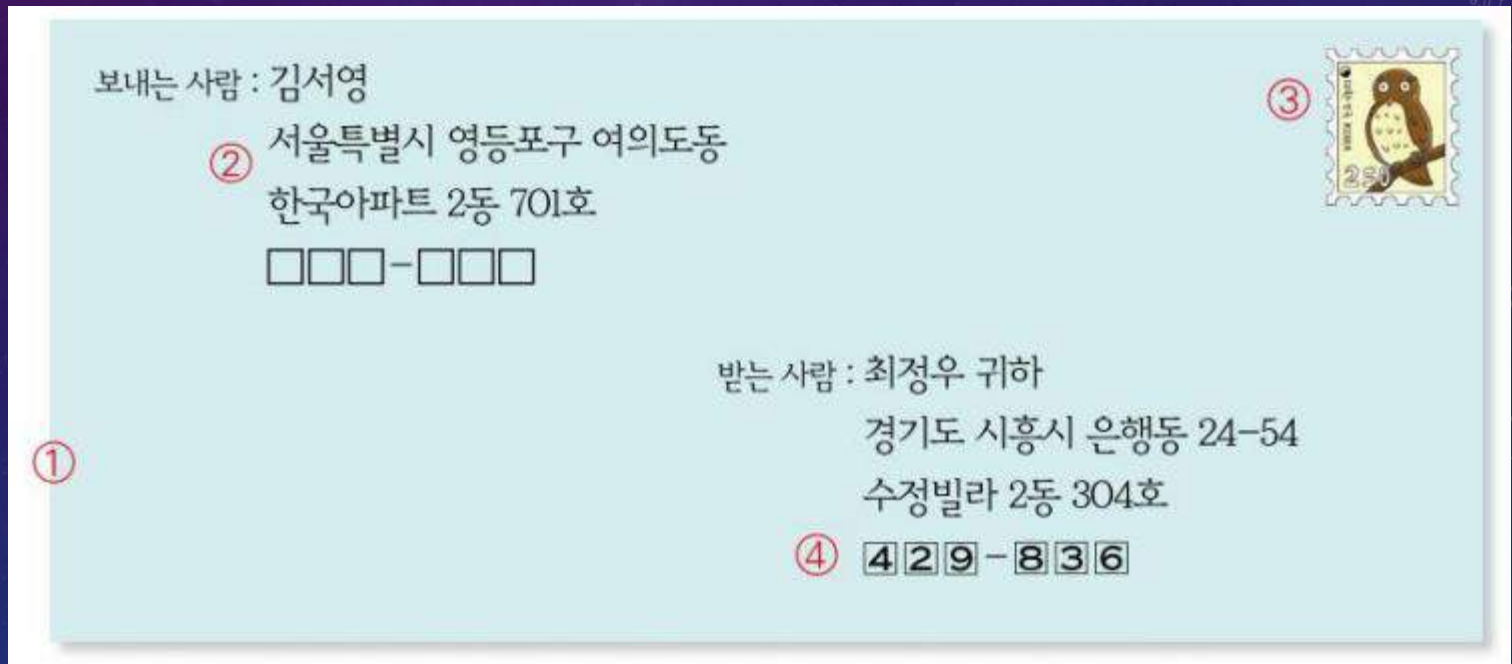 보내는 사람 : 김서영
② 서울특별시 영등포구 여의도동
한국아파트 2동 701호
□□□-□□□
③
250
받는 사람 : 최정우 귀하
경기도 시흥시 은행동 24-54
①
수정빌라 2동 304호
④ 429-836